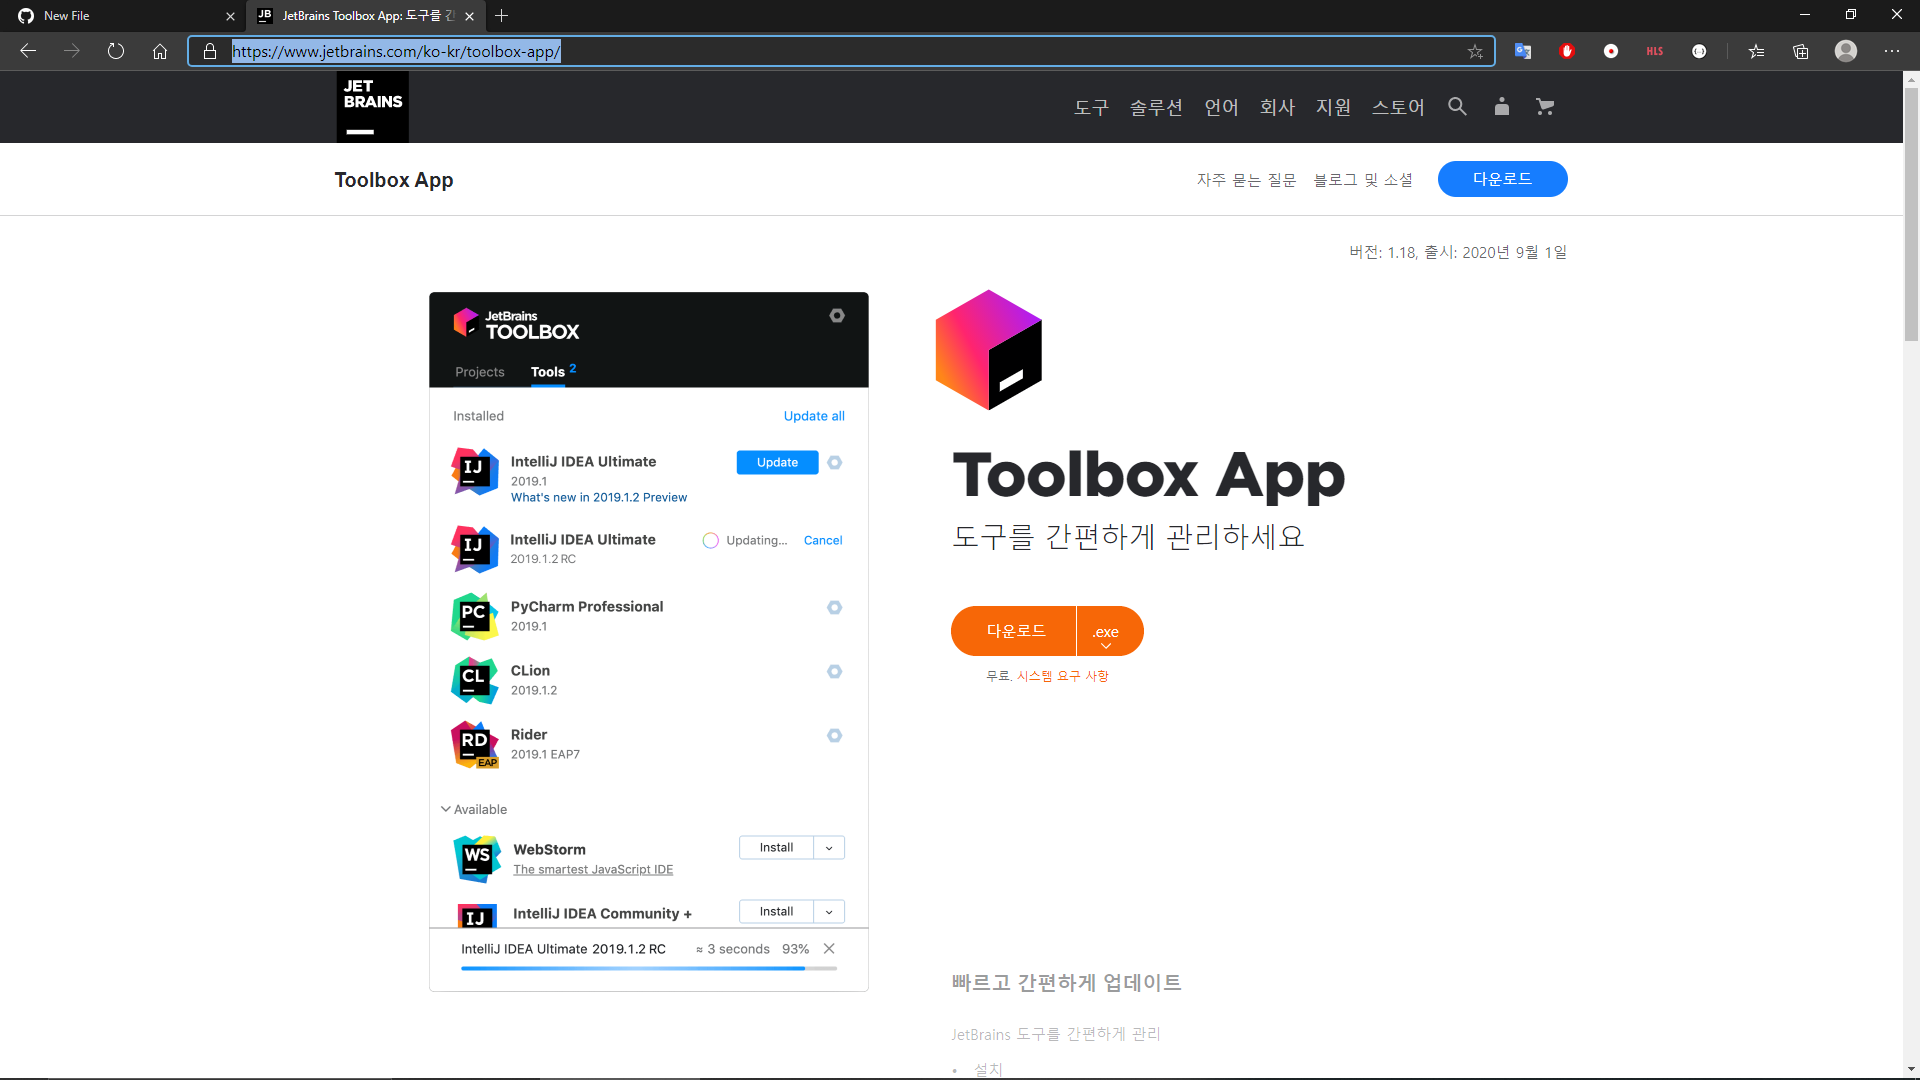 New File
JetBrains Toolbox App: 도구를 간
https://www.jetbrains.com/ko-kr/toolbox-app/
HLS
JET
BRAINS
도구 솔루션 언어 회사 지원 스토어
Toolbox App
자주 묻는 질문 블로그 및 소셜 다운로드
버전: 1.18, 출시: 2020년 9월 1일
JetBrains
TOOLBOX
Projects Tools 2
Installed Update all
IJ
IntelliJ IDEA Ultimate
2019.1
What's new in 2019.1.2 Preview
Update
IJ
IntelliJ IDEA Ultimate
2019.1.2 RC
Updating... Cancel
PC
PyCharm Professional
2019.1
CL
CLion
2019.1.2
RD
EAP
Rider
2019.1 EAP7
Available
WS
WebStorm
The smartest JavaScript IDE
Install
IJ
IntelliJ IDEA Community +
Install
IntelliJ IDEA Ultimate 2019.1.2 RC ≈ 3 seconds 93%
Toolbox App
도구를 간편하게 관리하세요
다운로드 .exe
무료. 시스템 요구 사항
빠르고 간편하게 업데이트
JetBrains 도구를 간편하게 관리
• 설치